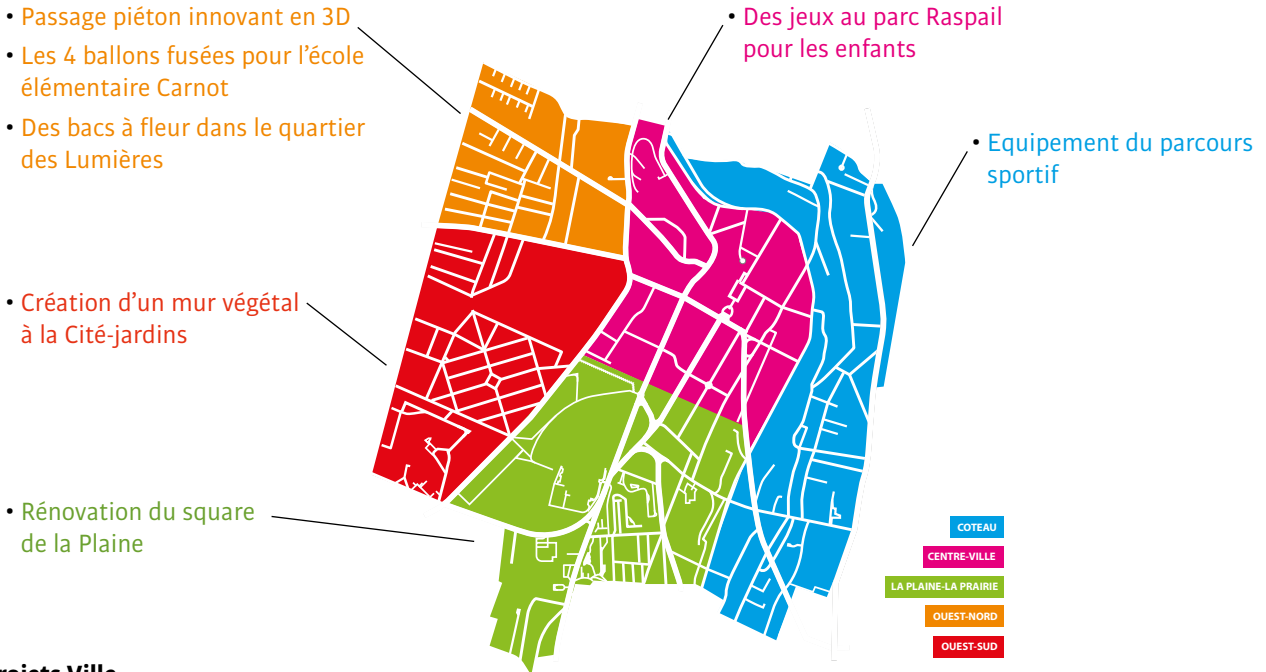 • Passage piéton innovant en 3D
• Les 4 ballons fusées pour l'école
élémentaire Carnot
• Des bacs à fleur dans le quartier
des Lumières
• Des jeux au parc Raspail
pour les enfants
• Equipement du parcours
sportif
• Création d'un mur végétal
à la Cité-jardins
• Rénovation du square
de la Plaine
COTEAU
CENTRE-VILLE
LA PLAINE-LA PRAIRIE
OUEST-NORD
OUEST-SUD
rojets Ville